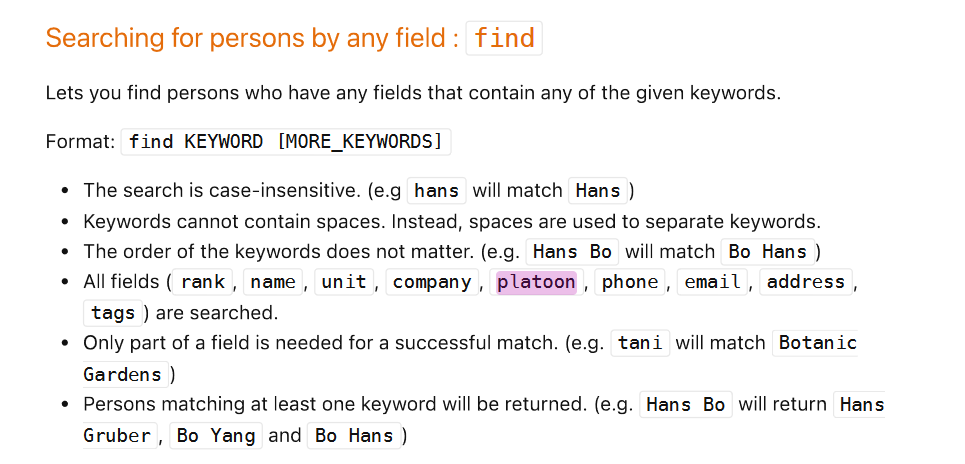 Searching for persons by any field : find
Lets you find persons who have any fields that contain any of the given keywords.
Format: find KEYWORD [MORE_KEYWORDS]
• The search is case-insensitive. (e.g hans will match Hans )
• Keywords cannot contain spaces. Instead, spaces are used to separate keywords.
• The order of the keywords does not matter. (e.g. Hans Bo will match Bo Hans )
• All fields ( rank , name , unit , company , platoon , phone , email , address ,
tags ) are searched.
• Only part of a field is needed for a successful match. (e.g. tani will match Botanic
Gardens )
• Persons matching at least one keyword will be returned. (e.g. Hans Bo will return Hans
Gruber , Bo Yang and Bo Hans )